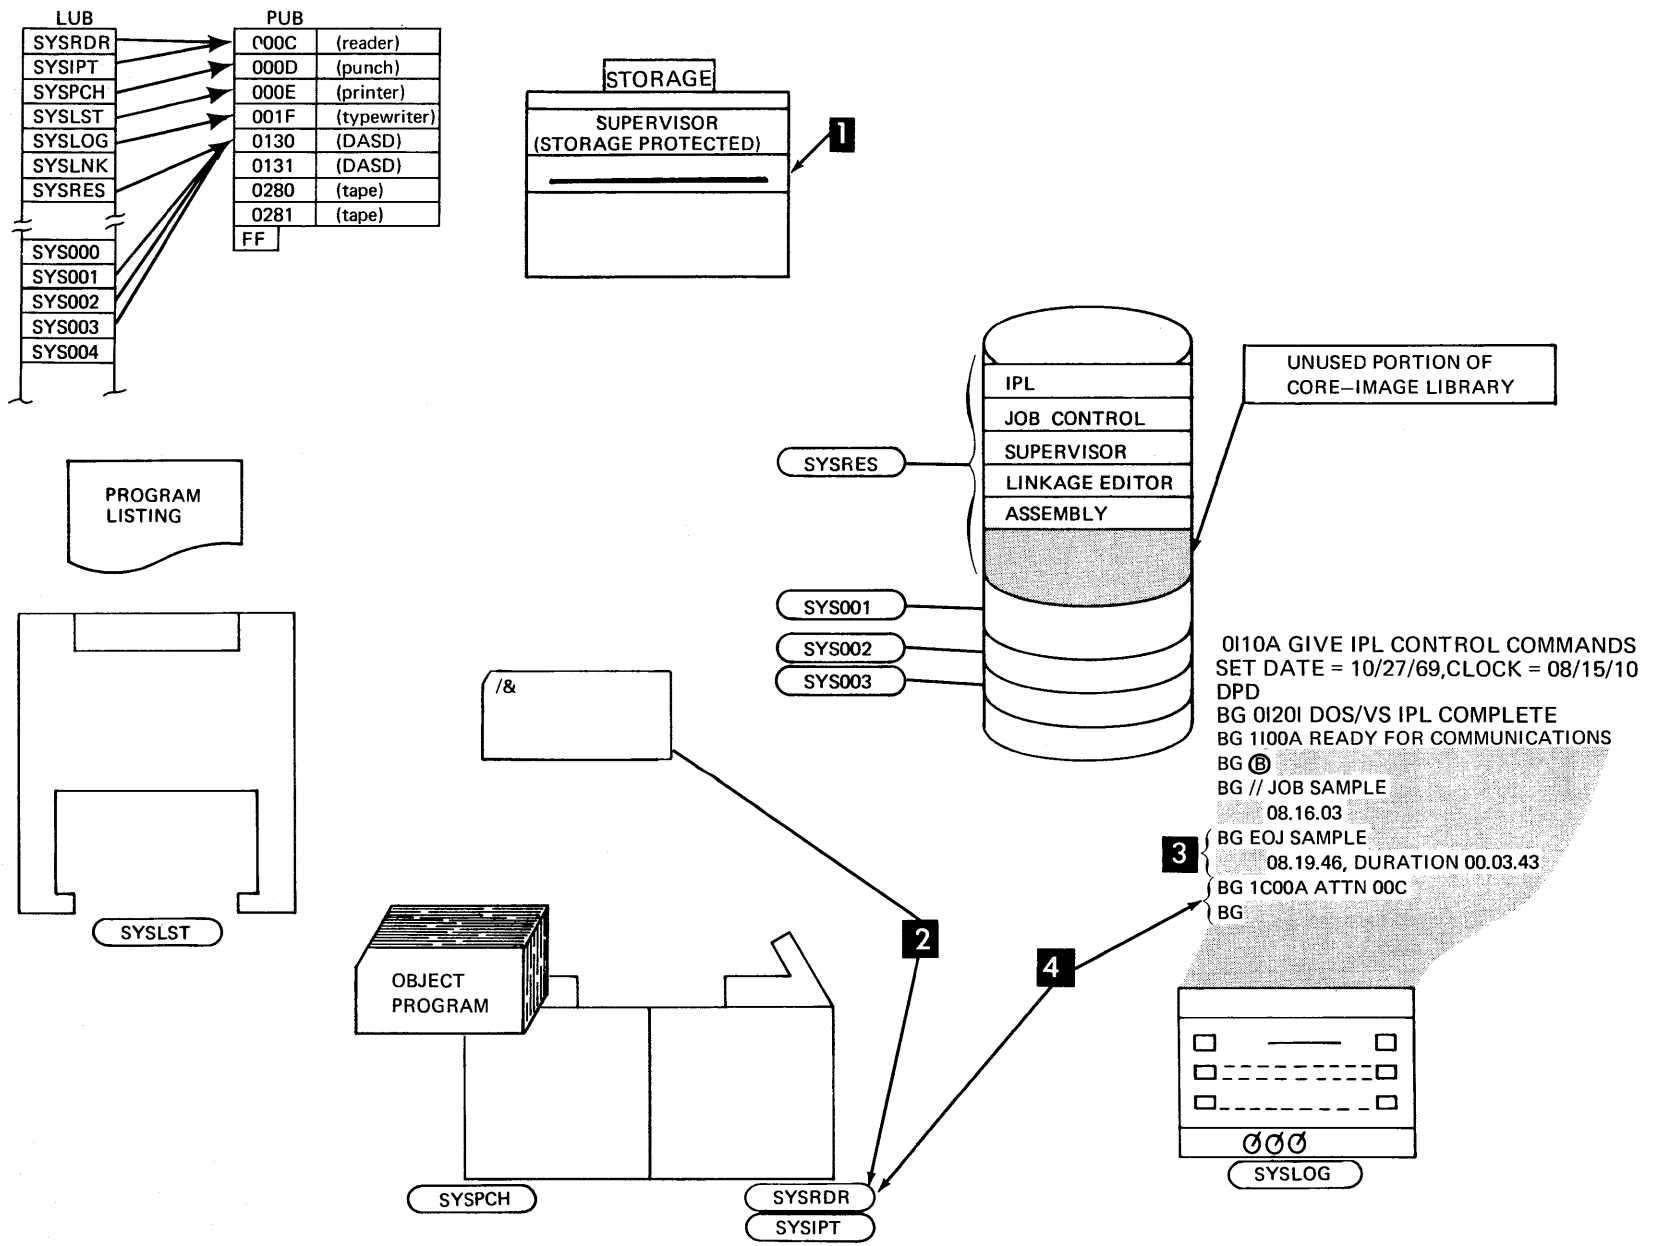 LUB
SYSRDR
SYSIPT
SYSPCH
SYSLST
SYSLOG
SYSLNK
SYSRES
SYS000
SYS001
SYS002
SYS003
SYS004
PUB
000C (reader)
000D (punch)
000E (printer)
001F (typewriter)
0130 (DASD)
0131 (DASD)
0280 (tape)
0281 (tape)
FF
STORAGE
SUPERVISOR
(STORAGE PROTECTED)
1
UNUSED PORTION OF
CORE–IMAGE LIBRARY
IPL
JOB CONTROL
SUPERVISOR
LINKAGE EDITOR
ASSEMBLY
SYSRES
SYS001
SYS002
SYS003
PROGRAM
LISTING
SYSLST
/&
2
OBJECT
PROGRAM
SYSPCH
SYSRDR
SYSIPT
0I10A GIVE IPL CONTROL COMMANDS
SET DATE = 10/27/69,CLOCK = 08/15/10
DPD
BG 0I20I DOS/VS IPL COMPLETE
BG 1I00A READY FOR COMMUNICATIONS
BG Ⓑ
BG // JOB SAMPLE
08.16.03
3
BG EOJ SAMPLE
08.19.46, DURATION 00.03.43
BG 1C00A ATTN 00C
BG
4
SYSLOG